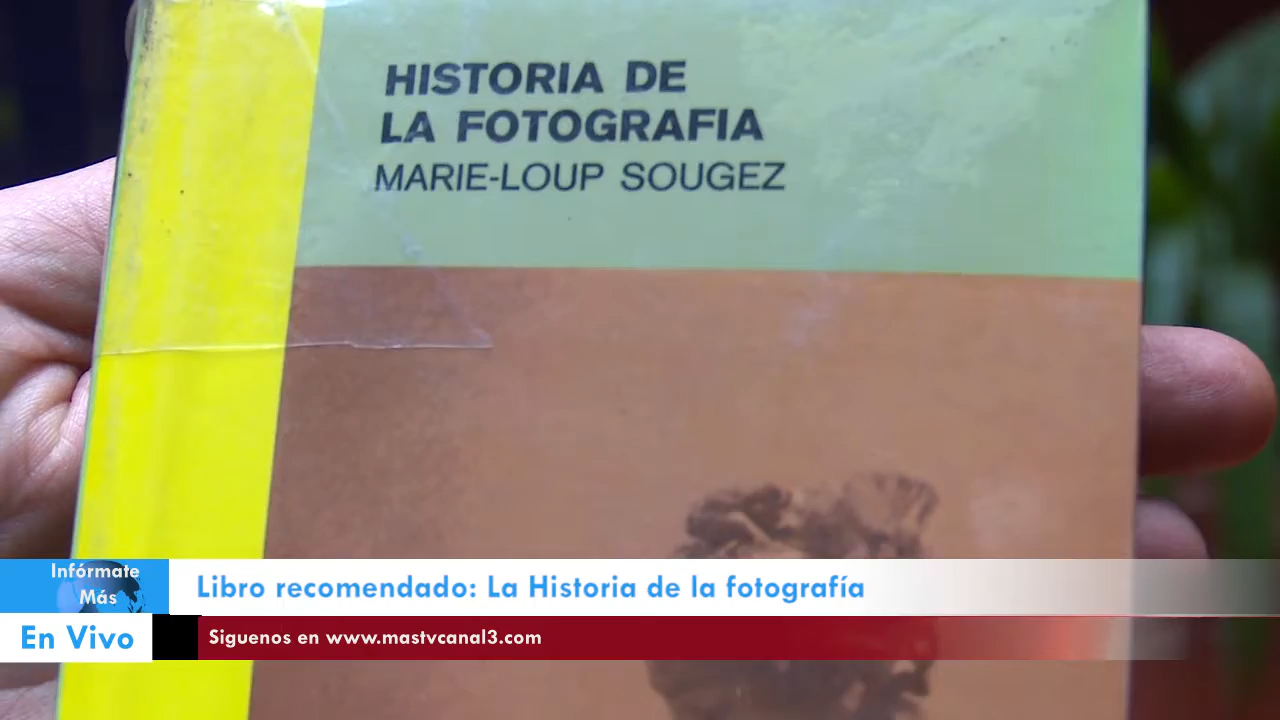 HISTORIA DE
LA FOTOGRAFIA
MARIE-LOUP SOUGEZ
Infórmate
Más
Libro recomendado: La Historia de la fotografía
En Vivo
Siguenos en www.mastvcanal3.com